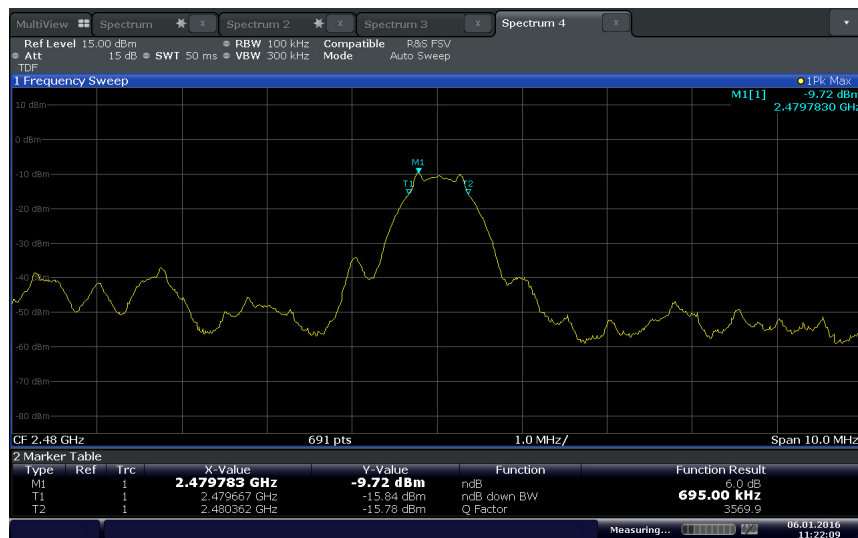 MultiView Spectrum x Spectrum 2 x Spectrum 3 x Spectrum 4 x
Ref Level 15.00 dBm RBW 100 kHz Compatible R&S FSV
Att 15 dB SWT 50 ms VBW 300 kHz Mode Auto Sweep
TDF
1 Frequency Sweep 1Pk Max
M1[1] -9.72 dBm
2.4797830 GHz
10 dBm
0 dBm
M1
-10 dBm
T1 T2
-20 dBm
-30 dBm
-40 dBm
-50 dBm
-60 dBm
-70 dBm
-80 dBm
CF 2.48 GHz 691 pts 1.0 MHz/ Span 10.0 MHz
2 Marker Table
Type Ref Trc X-Value Y-Value Function Function Result
M1 1 2.479783 GHz -9.72 dBm ndB 6.0 dB
T1 1 2.479667 GHz -15.84 dBm ndB down BW 695.00 kHz
T2 1 2.480362 GHz -15.78 dBm Q Factor 3569.9
Measuring... 06.01.2016
11:22:09